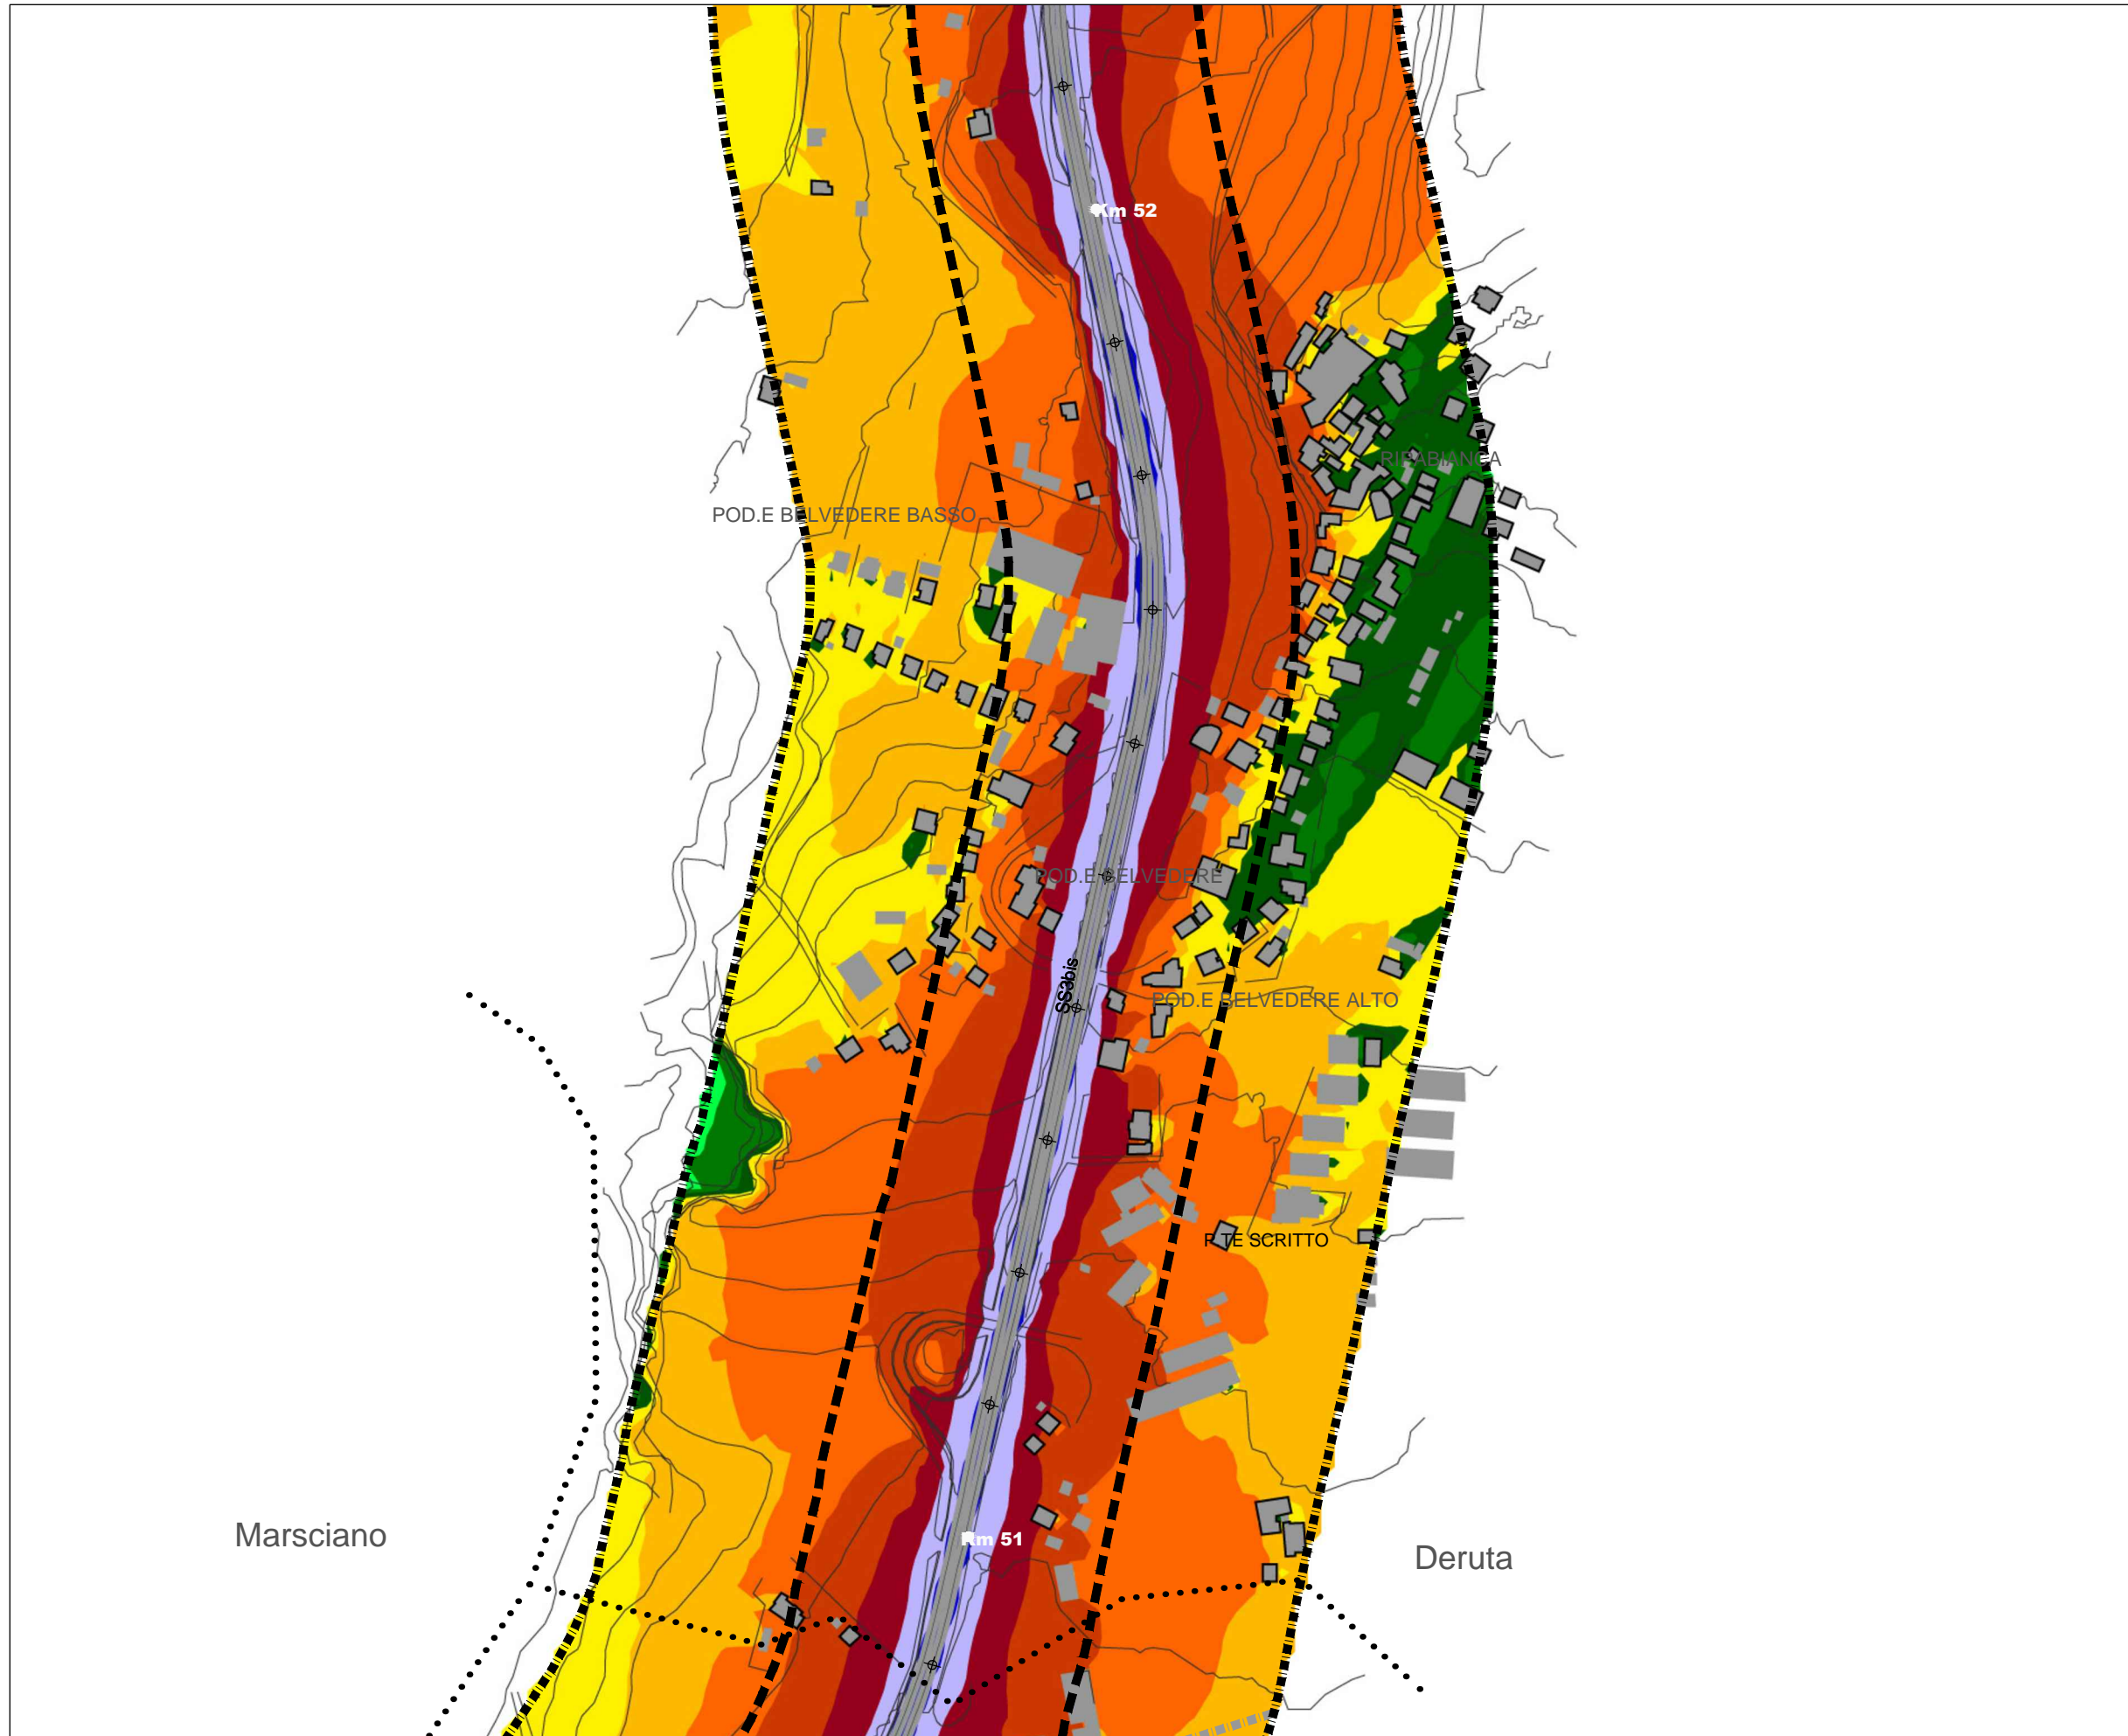 Km 52
RIPABIANCA
POD.E BELVEDERE BASSO
POD.E BELVEDERE
SS3bis
POD.E BELVEDERE ALTO
P.TE SCRITTO
Marsciano
Km 51
Deruta